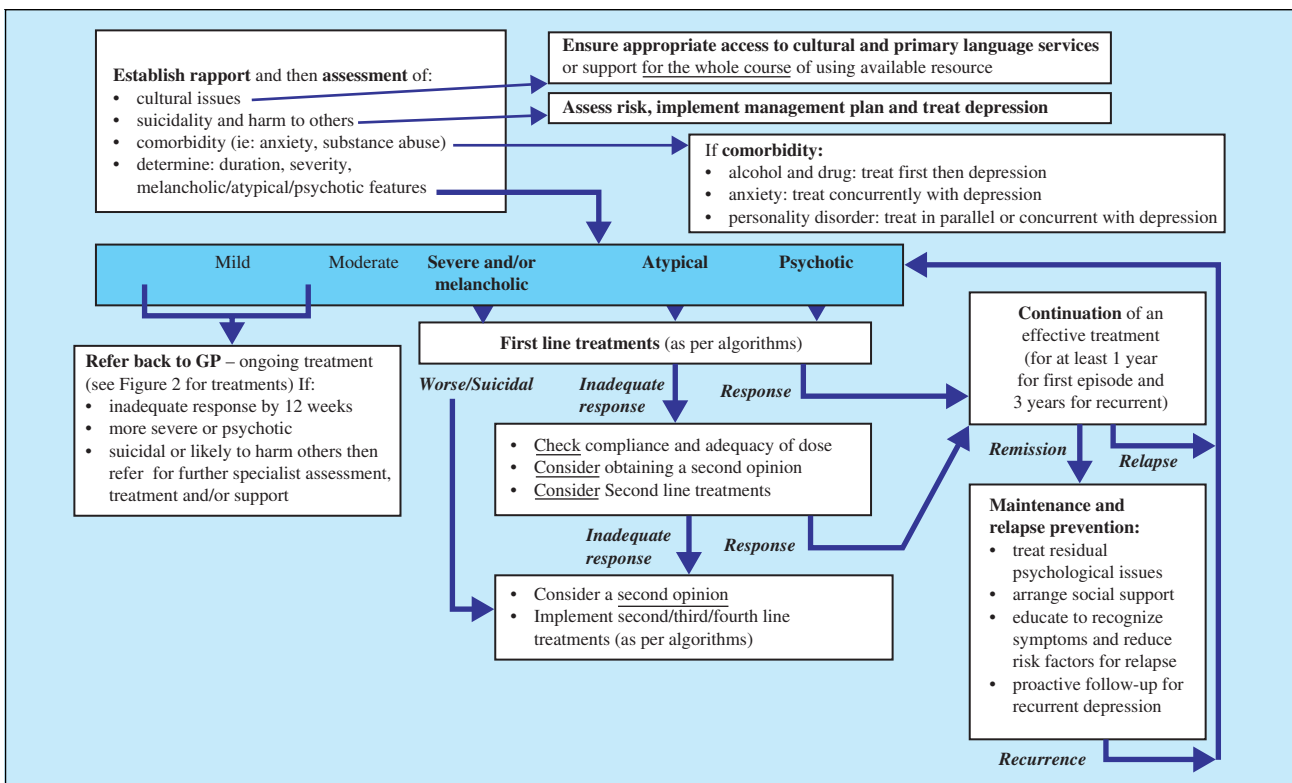 Establish rapport and then assessment of:
• cultural issues
• suicidality and harm to others
• comorbidity (ie: anxiety, substance abuse)
• determine: duration, severity,
melancholic/atypical/psychotic features
Ensure appropriate access to cultural and primary language services
or support for the whole course of using available resource
Assess risk, implement management plan and treat depression
If comorbidity:
• alcohol and drug: treat first then depression
• anxiety: treat concurrently with depression
• personality disorder: treat in parallel or concurrent with depression
Mild
Moderate
Severe and/or
melancholic
Atypical
Psychotic
Refer back to GP – ongoing treatment
(see Figure 2 for treatments) If:
• inadequate response by 12 weeks
• more severe or psychotic
• suicidal or likely to harm others then
refer for further specialist assessment,
treatment and/or support
First line treatments (as per algorithms)
Worse/Suicidal
Inadequate
response
Response
• Check compliance and adequacy of dose
• Consider obtaining a second opinion
• Consider Second line treatments
Inadequate
response
Response
• Consider a second opinion
• Implement second/third/fourth line
treatments (as per algorithms)
Continuation of an
effective treatment
(for at least 1 year
for first episode and
3 years for recurrent)
Remission
Relapse
Maintenance and
relapse prevention:
• treat residual
psychological issues
• arrange social support
• educate to recognize
symptoms and reduce
risk factors for relapse
• proactive follow-up for
recurrent depression
Recurrence